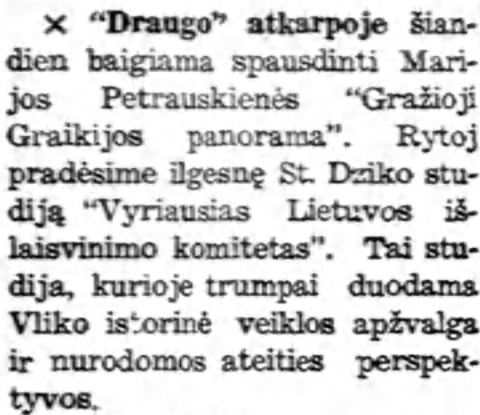 × “Draugo” atkarpoje šian-
dien baigiama spausdinti Mari-
jos Petrauskienės “Gražioji
Graikijos panorama”. Rytoj
pradėsime ilgesnę St. Dziko stu-
diją “Vyriausias Lietuvos iš-
laisvinimo komitetas”. Tai stu-
dija, kurioje trumpai duodama
Vliko istorinė veiklos apžvalga
ir nurodomos ateities perspek-
tyvos.